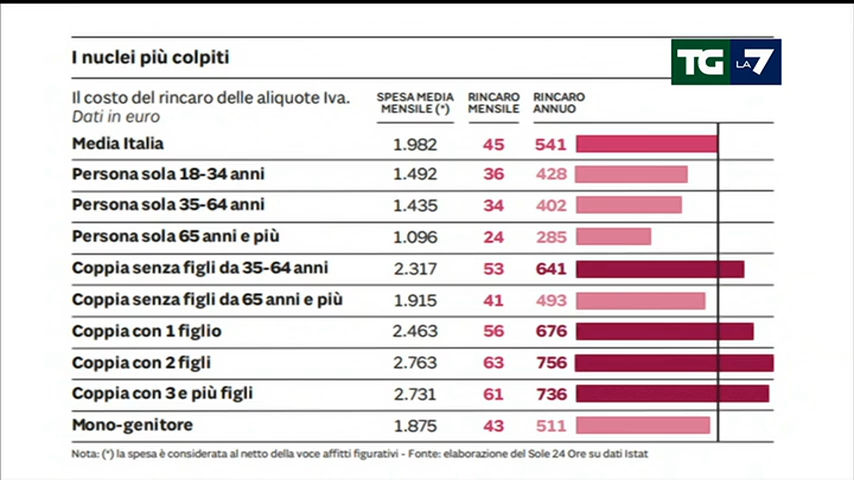 I nuclei più colpiti
TG LA 7
Il costo del rincaro delle aliquote Iva.
Dati in euro
SPESA MEDIA
MENSILE (*)
RINCARO
MENSILE
RINCARO
ANNUO
Media Italia 1.982 45 541
Persona sola 18-34 anni 1.492 36 428
Persona sola 35-64 anni 1.435 34 402
Persona sola 65 anni e più 1.096 24 285
Coppia senza figli da 35-64 anni 2.317 53 641
Coppia senza figli da 65 anni e più 1.915 41 493
Coppia con 1 figlio 2.463 56 676
Coppia con 2 figli 2.763 63 756
Coppia con 3 e più figli 2.731 61 736
Mono-genitore 1.875 43 511
Nota: (*) la spesa è considerata al netto della voce affitti figurativi - Fonte: elaborazione del Sole 24 Ore su dati Istat